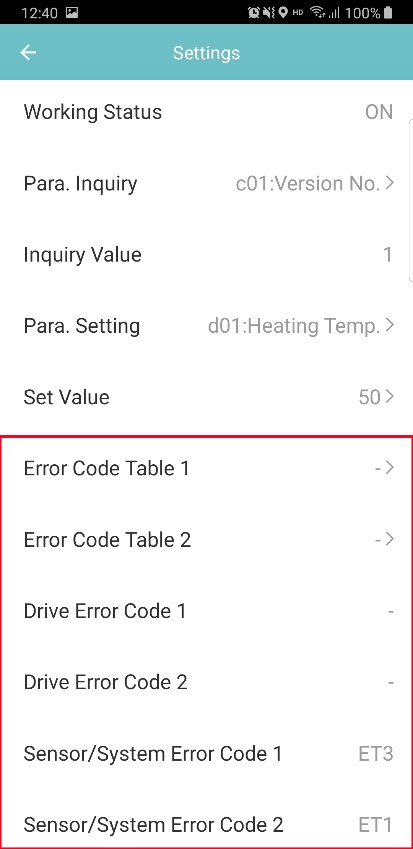 12:40 HD 100%
Settings
Working Status ON
Para. Inquiry c01:Version No.
Inquiry Value 1
Para. Setting d01:Heating Temp.
Set Value 50
Error Code Table 1 -
Error Code Table 2 -
Drive Error Code 1 -
Drive Error Code 2 -
Sensor/System Error Code 1 ET3
Sensor/System Error Code 2 ET1